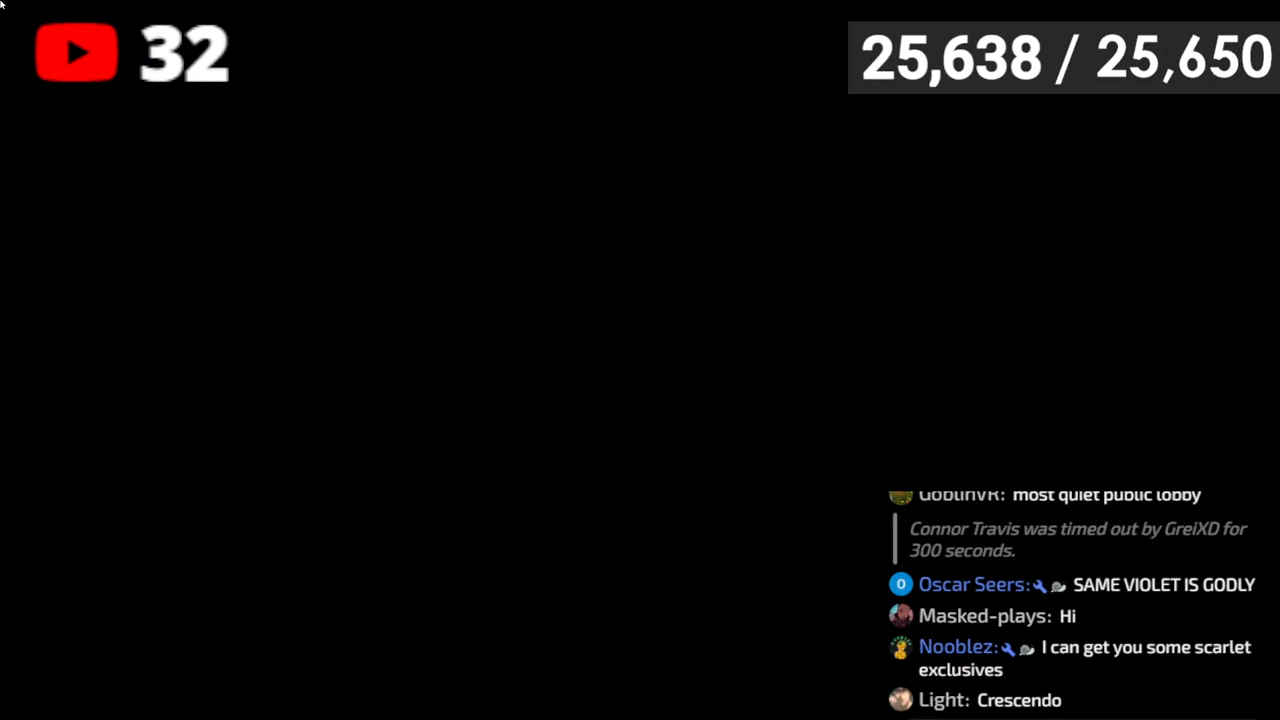 32
25,638 / 25,650
GoblinVR: most quiet public lobby
Connor Travis was timed out by GreiXD for
300 seconds.
O Oscar Seers: SAME VIOLET IS GODLY
Masked-plays: Hi
Nooblez: I can get you some scarlet
exclusives
Light: Crescendo